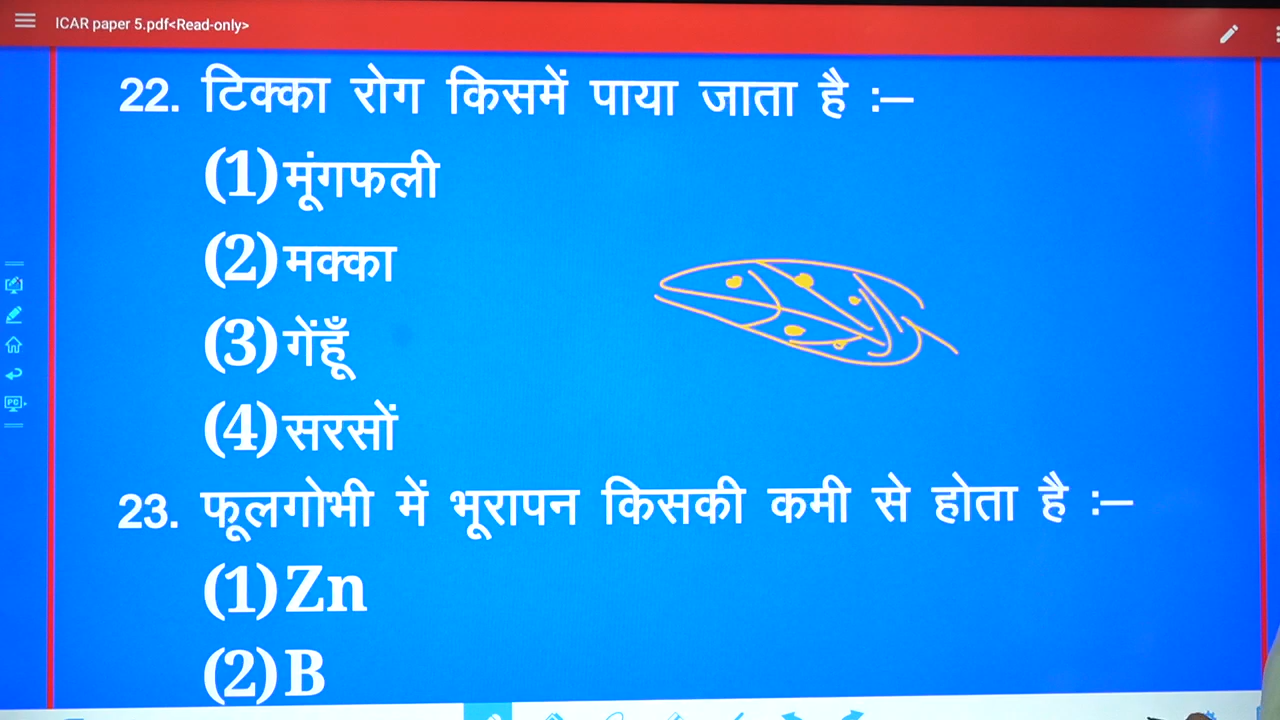 ICAR paper 5.pdf<Read-only>
22. टिक्का रोग किसमें पाया जाता है :–
(1) मूंगफली
(2) मक्का
(3) गेंहूँ
(4) सरसों
23. फूलगोभी में भूरापन किसकी कमी से होता है :–
(1) Zn
(2) B
PC